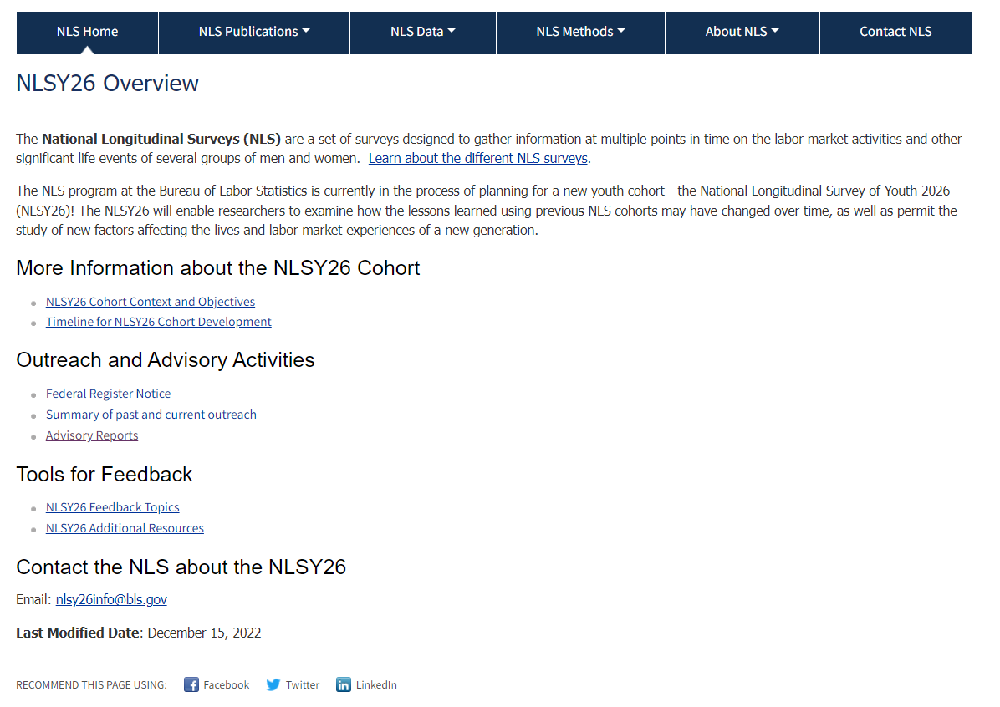 NLS Home NLS Publications NLS Data NLS Methods About NLS Contact NLS
NLSY26 Overview
The National Longitudinal Surveys (NLS) are a set of surveys designed to gather information at multiple points in time on the labor market activities and other
significant life events of several groups of men and women. Learn about the different NLS surveys.
The NLS program at the Bureau of Labor Statistics is currently in the process of planning for a new youth cohort - the National Longitudinal Survey of Youth 2026
(NLSY26)! The NLSY26 will enable researchers to examine how the lessons learned using previous NLS cohorts may have changed over time, as well as permit the
study of new factors affecting the lives and labor market experiences of a new generation.
More Information about the NLSY26 Cohort
NLSY26 Cohort Context and Objectives
Timeline for NLSY26 Cohort Development
Outreach and Advisory Activities
Federal Register Notice
Summary of past and current outreach
Advisory Reports
Tools for Feedback
NLSY26 Feedback Topics
NLSY26 Additional Resources
Contact the NLS about the NLSY26
Email: nlsy26info@bls.gov
Last Modified Date: December 15, 2022
RECOMMEND THIS PAGE USING: Facebook Twitter LinkedIn